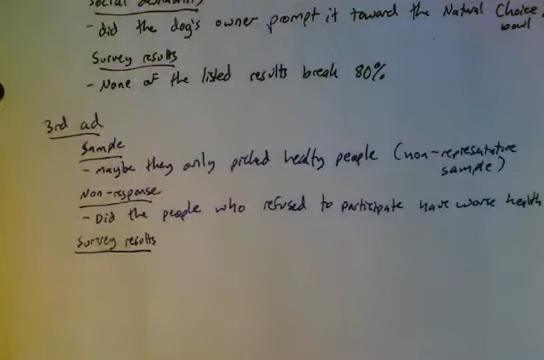 Social desirability
- Did the dog's owner prompt it toward the Natural Choice bowl
Survey results
- None of the listed results break 80%
3rd ad
Sample
- maybe they only picked healthy people (non-representative sample)
Non-response
- Did the people who refused to participate have worse health
Survey results